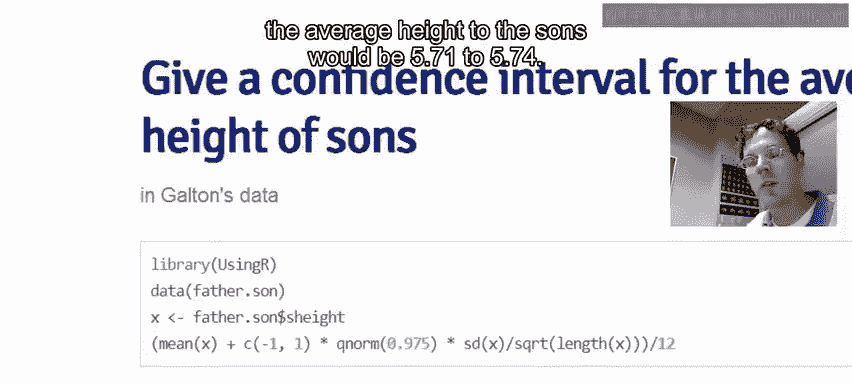 the average height to the sons
would be 5.71 to 5.74.
Give a confidence interval for the ave
height of sons
in Galton's data
library(UsingR)
data(father.son)
x <- father.son$sheight
(mean(x) + c(-1, 1) * qnorm(0.975) * sd(x)/sqrt(length(x)))/12